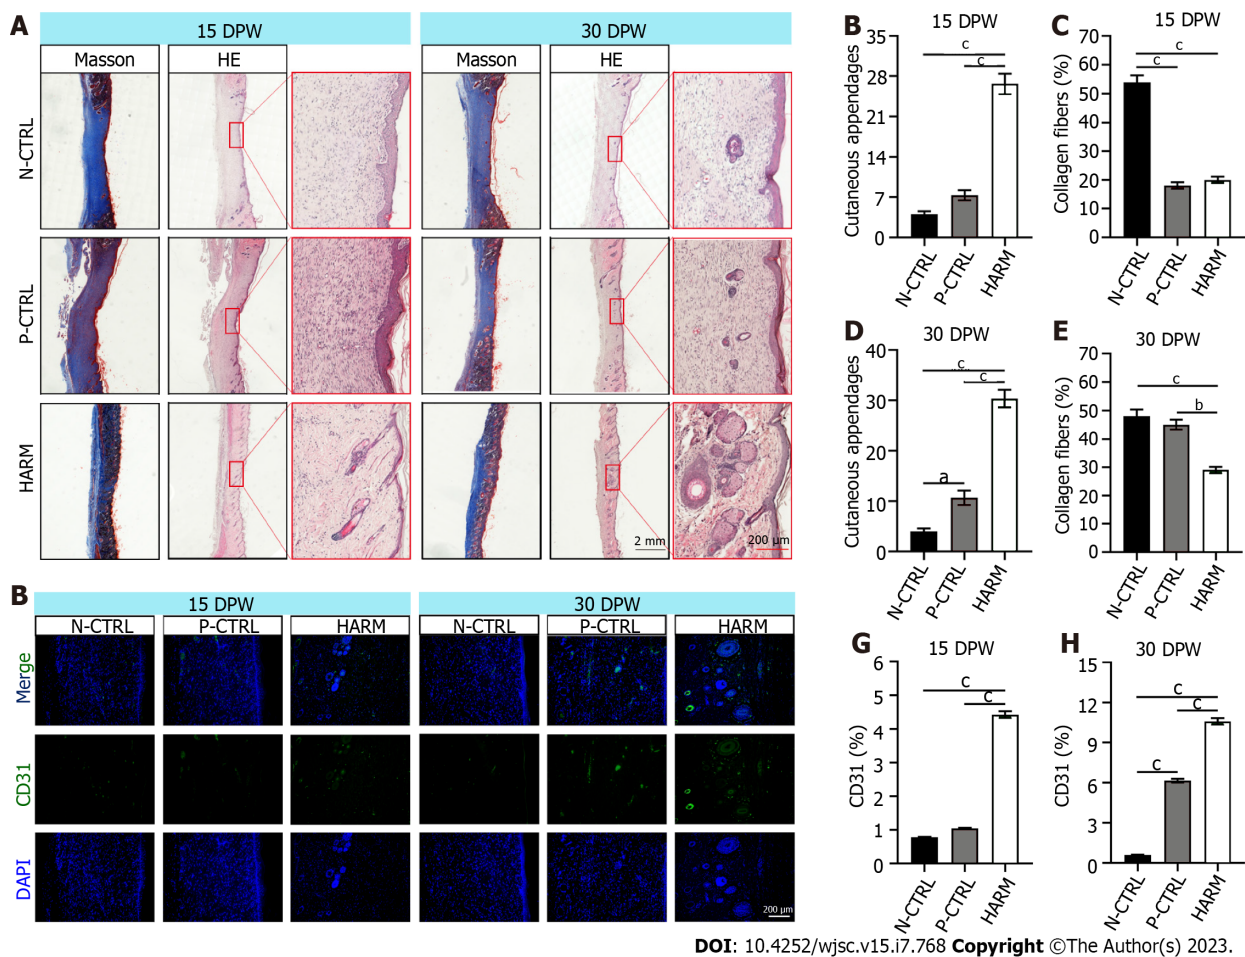 A
15 DPW
30 DPW
Masson
HE
Masson
HE
N-CTRL
P-CTRL
HARM
2 mm
200 μm
B
15 DPW
30 DPW
N-CTRL
P-CTRL
HARM
N-CTRL
P-CTRL
HARM
Merge
CD31
DAPI
200 μm
B
15 DPW
Cutaneous appendages
35
28
21
14
7
0
c
c
N-CTRL
P-CTRL
HARM
C
15 DPW
Collagen fibers (%)
70
60
50
40
30
20
10
0
c
c
N-CTRL
P-CTRL
HARM
D
30 DPW
Cutaneous appendages
40
30
20
10
0
c
c
a
N-CTRL
P-CTRL
HARM
E
30 DPW
Collagen fibers (%)
70
60
50
40
30
20
10
0
c
b
N-CTRL
P-CTRL
HARM
G
15 DPW
CD31 (%)
6
5
4
3
2
1
0
c
c
N-CTRL
P-CTRL
HARM
H
30 DPW
CD31 (%)
15
12
9
6
3
0
c
c
c
N-CTRL
P-CTRL
HARM
DOI: 10.4252/wjsc.v15.i7.768 Copyright ©The Author(s) 2023.